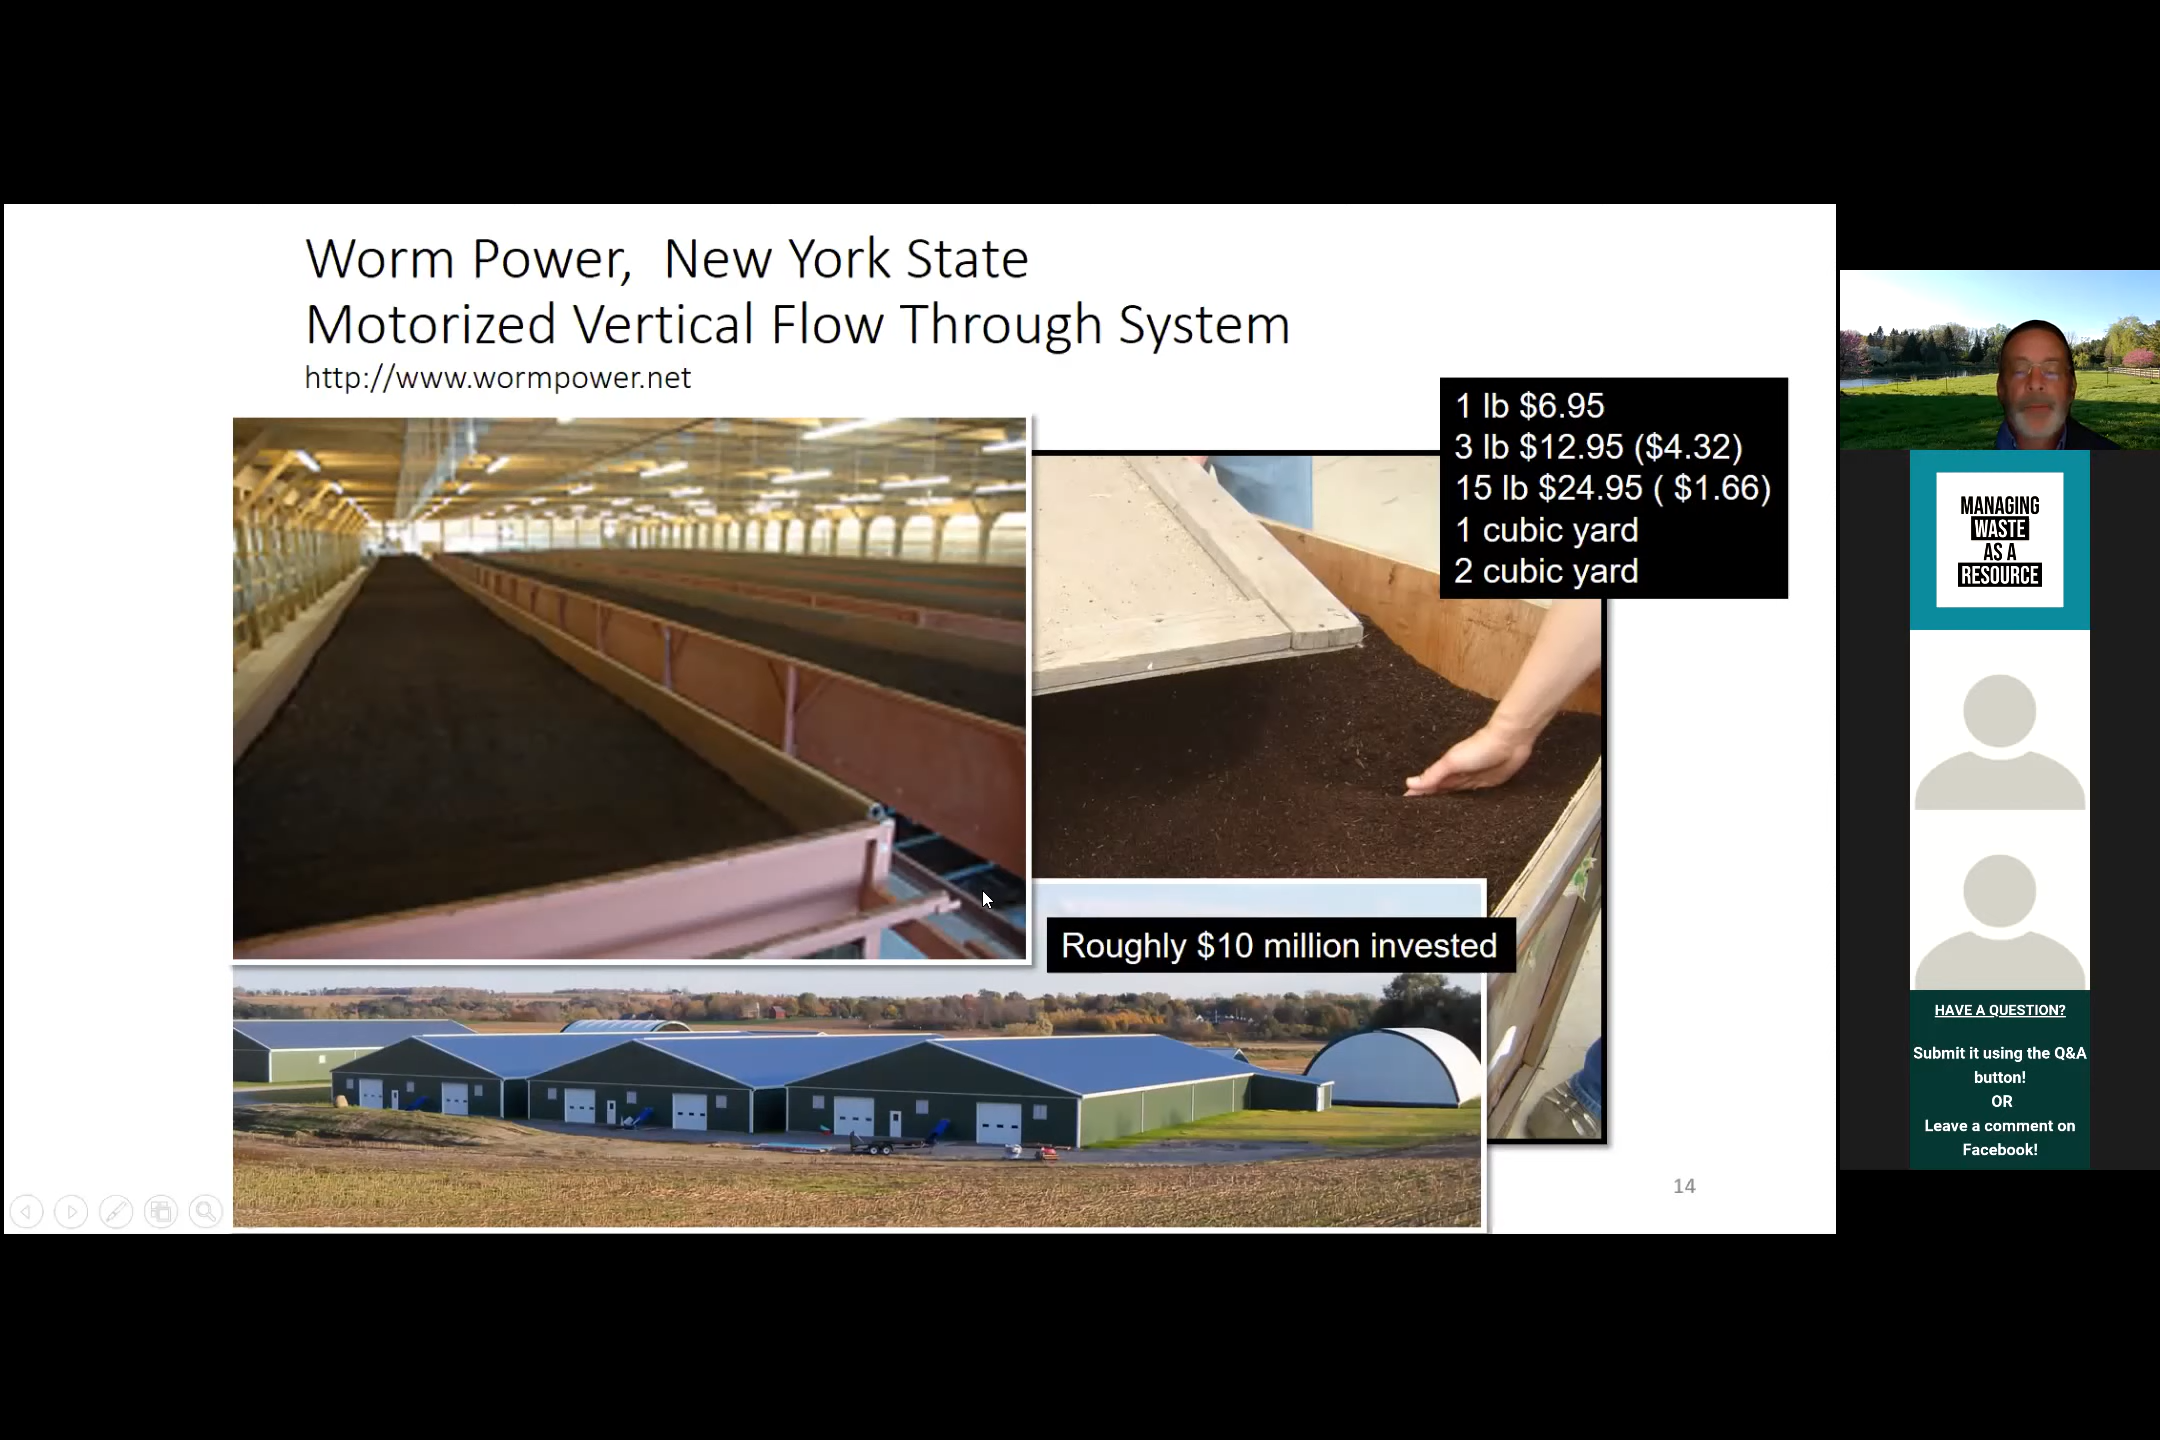 Worm Power, New York State
Motorized Vertical Flow Through System
http://www.wormpower.net
1 lb $6.95
3 lb $12.95 ($4.32)
15 lb $24.95 ( $1.66)
1 cubic yard
2 cubic yard
Roughly $10 million invested
14
MANAGING
WASTE
AS A
RESOURCE
HAVE A QUESTION?
Submit it using the Q&A
button!
OR
Leave a comment on
Facebook!